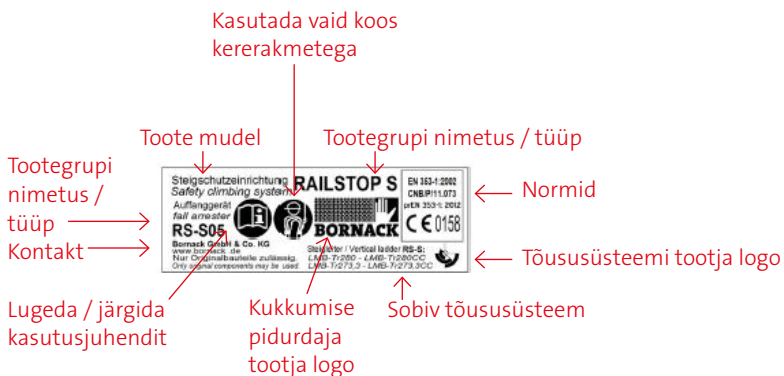 Kasutada vaid koos
kererakmetega
Toote mudel
Tootegrupi nimetus / tüüp
Tootegrupi
nimetus /
tüüp
Kontakt
Steigschutzeinrichtung
Safety climbing system
RAILSTOP S
Auffanggerät
fall arrester
RS-S05
BORNACK
EN 353-1:2002
CNB/P/11.073
prEN 353-1: 2012
CE 0158
Bornack GmbH & Co. KG
www.bornack.de
Nur Originalbauteile zulässig.
Only original components may be used.
Steigleiter / Vertical ladder RS-S:
LMB-Tr280 - LMB-Tr280CC
LMB-Tr273,3 - LMB-Tr273,3CC
Normid
Tõususüsteemi tootja logo
Lugeda / järgida
kasutusjuhendit
Kukkumise
pidurdaja
tootja logo
Sobiv tõususüsteem